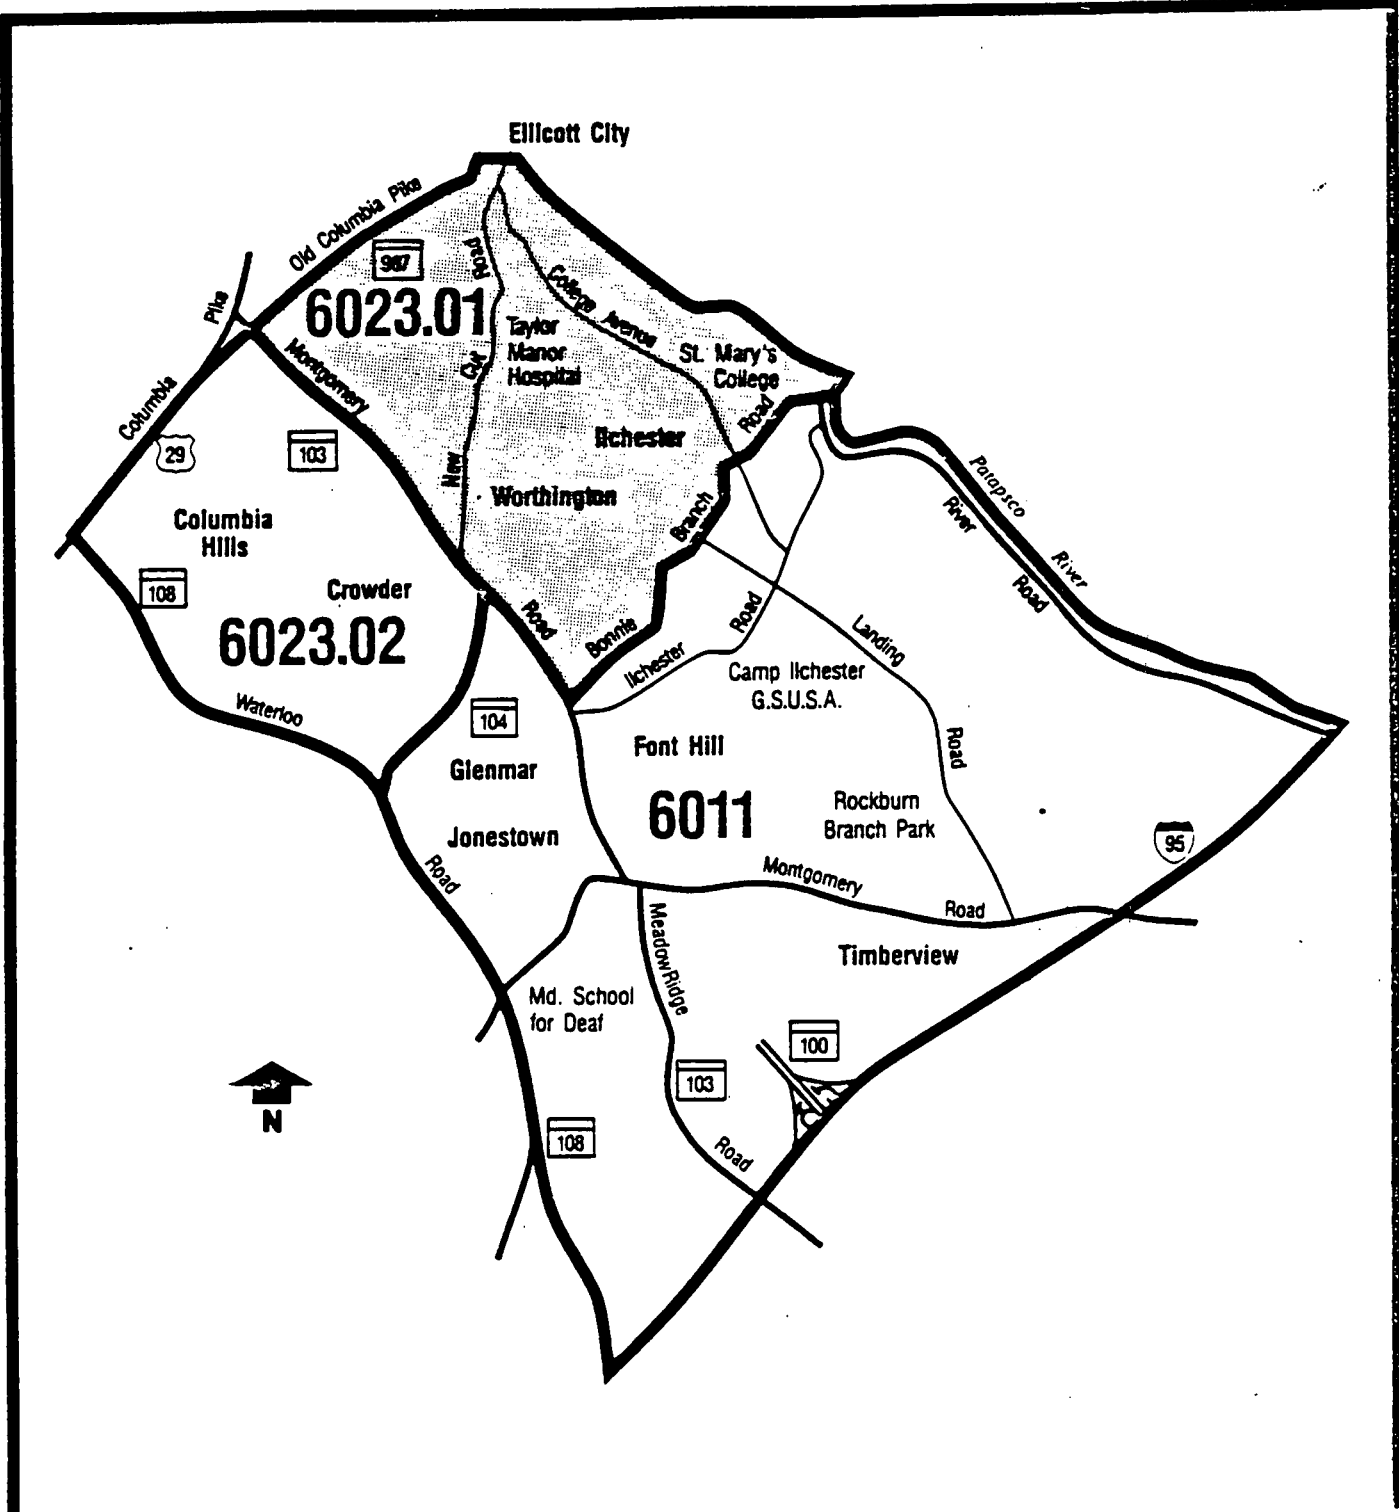 Ellicott City
Old Columbia Pike
987
6023.01
Road
Cut
New
College Avenue
Taylor
Manor
Hospital
St. Mary's
College
Ilchester
Worthington
Road
Branch
Bonnie
Columbia
Pike
29
Montgomery
Road
103
Columbia
Hills
108
Crowder
6023.02
Waterloo
Road
104
Glenmar
Jonestown
Patapsco
River
River
Road
Ilchester
Road
Landing
Road
Camp Ilchester
G.S.U.S.A.
Font Hill
6011
Rockburn
Branch Park
95
Montgomery
Road
Timberview
Meadow Ridge
Road
Md. School
for Deaf
100
103
108
N